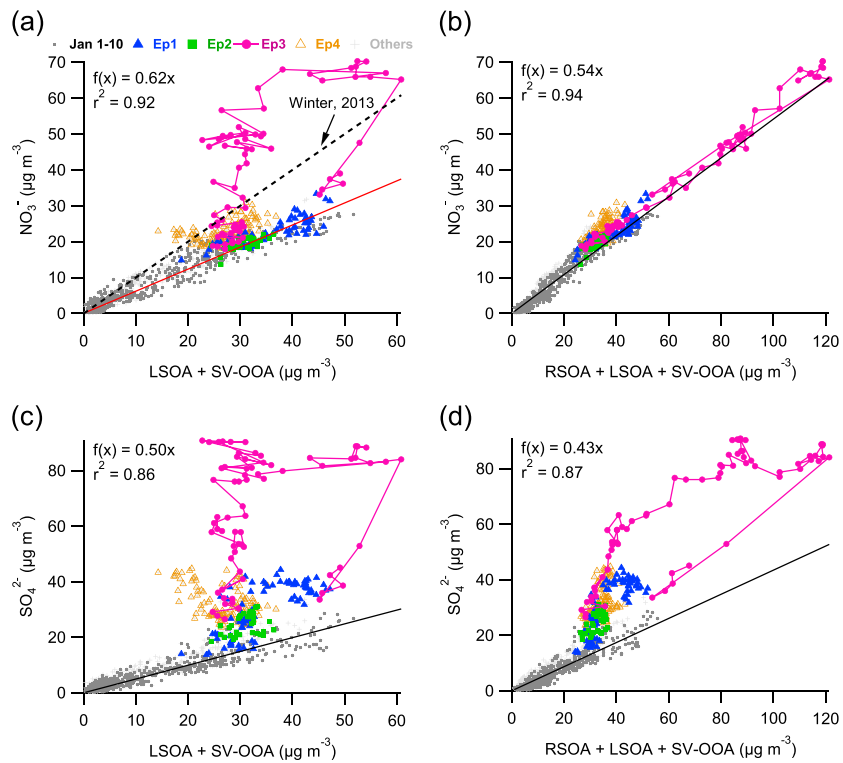 (a)
(b)
Jan 1-10 Ep1 Ep2 Ep3 Ep4 Others
70
60
50
40
30
20
10
0
NO₃⁻ (μg m⁻³)
f(x) = 0.62x
r² = 0.92
Winter, 2013
0 10 20 30 40 50 60
LSOA + SV-OOA (μg m⁻³)
70
60
50
40
30
20
10
0
NO₃⁻ (μg m⁻³)
f(x) = 0.54x
r² = 0.94
0 20 40 60 80 100 120
RSOA + LSOA + SV-OOA (μg m⁻³)
(c)
(d)
80
60
40
20
0
SO₄²⁻ (μg m⁻³)
f(x) = 0.50x
r² = 0.86
0 10 20 30 40 50 60
LSOA + SV-OOA (μg m⁻³)
80
60
40
20
0
SO₄²⁻ (μg m⁻³)
f(x) = 0.43x
r² = 0.87
0 20 40 60 80 100 120
RSOA + LSOA + SV-OOA (μg m⁻³)